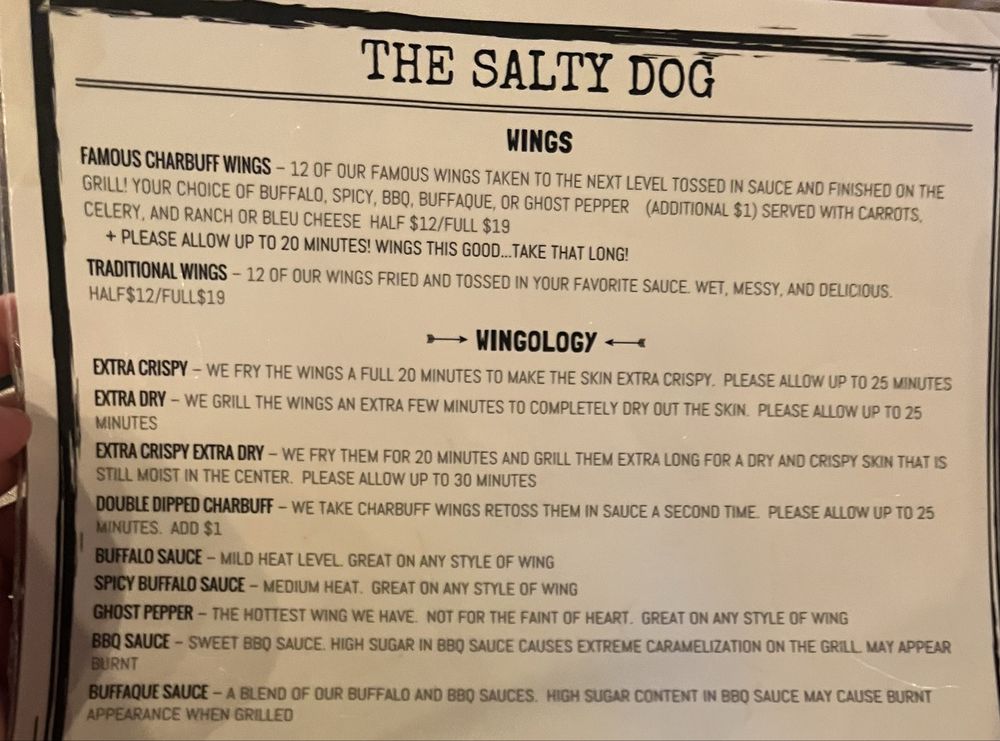 THE SALTY DOG
WINGS
FAMOUS CHARBUFF WINGS – 12 OF OUR FAMOUS WINGS TAKEN TO THE NEXT LEVEL TOSSED IN SAUCE AND FINISHED ON THE
GRILL! YOUR CHOICE OF BUFFALO, SPICY, BBQ, BUFFAQUE, OR GHOST PEPPER (ADDITIONAL $1) SERVED WITH CARROTS,
CELERY, AND RANCH OR BLEU CHEESE HALF $12/FULL $19
+ PLEASE ALLOW UP TO 20 MINUTES! WINGS THIS GOOD...TAKE THAT LONG!
TRADITIONAL WINGS – 12 OF OUR WINGS FRIED AND TOSSED IN YOUR FAVORITE SAUCE. WET, MESSY, AND DELICIOUS.
HALF$12/FULL$19
WINGOLOGY
EXTRA CRISPY – WE FRY THE WINGS A FULL 20 MINUTES TO MAKE THE SKIN EXTRA CRISPY. PLEASE ALLOW UP TO 25 MINUTES
EXTRA DRY – WE GRILL THE WINGS AN EXTRA FEW MINUTES TO COMPLETELY DRY OUT THE SKIN. PLEASE ALLOW UP TO 25
MINUTES
EXTRA CRISPY EXTRA DRY – WE FRY THEM FOR 20 MINUTES AND GRILL THEM EXTRA LONG FOR A DRY AND CRISPY SKIN THAT IS
STILL MOIST IN THE CENTER. PLEASE ALLOW UP TO 30 MINUTES
DOUBLE DIPPED CHARBUFF – WE TAKE CHARBUFF WINGS RETOSS THEM IN SAUCE A SECOND TIME. PLEASE ALLOW UP TO 25
MINUTES. ADD $1
BUFFALO SAUCE – MILD HEAT LEVEL. GREAT ON ANY STYLE OF WING
SPICY BUFFALO SAUCE – MEDIUM HEAT. GREAT ON ANY STYLE OF WING
GHOST PEPPER – THE HOTTEST WING WE HAVE. NOT FOR THE FAINT OF HEART. GREAT ON ANY STYLE OF WING
BBQ SAUCE – SWEET BBQ SAUCE. HIGH SUGAR IN BBQ SAUCE CAUSES EXTREME CARAMELIZATION ON THE GRILL. MAY APPEAR
BURNT
BUFFAQUE SAUCE – A BLEND OF OUR BUFFALO AND BBQ SAUCES. HIGH SUGAR CONTENT IN BBQ SAUCE MAY CAUSE BURNT
APPEARANCE WHEN GRILLED